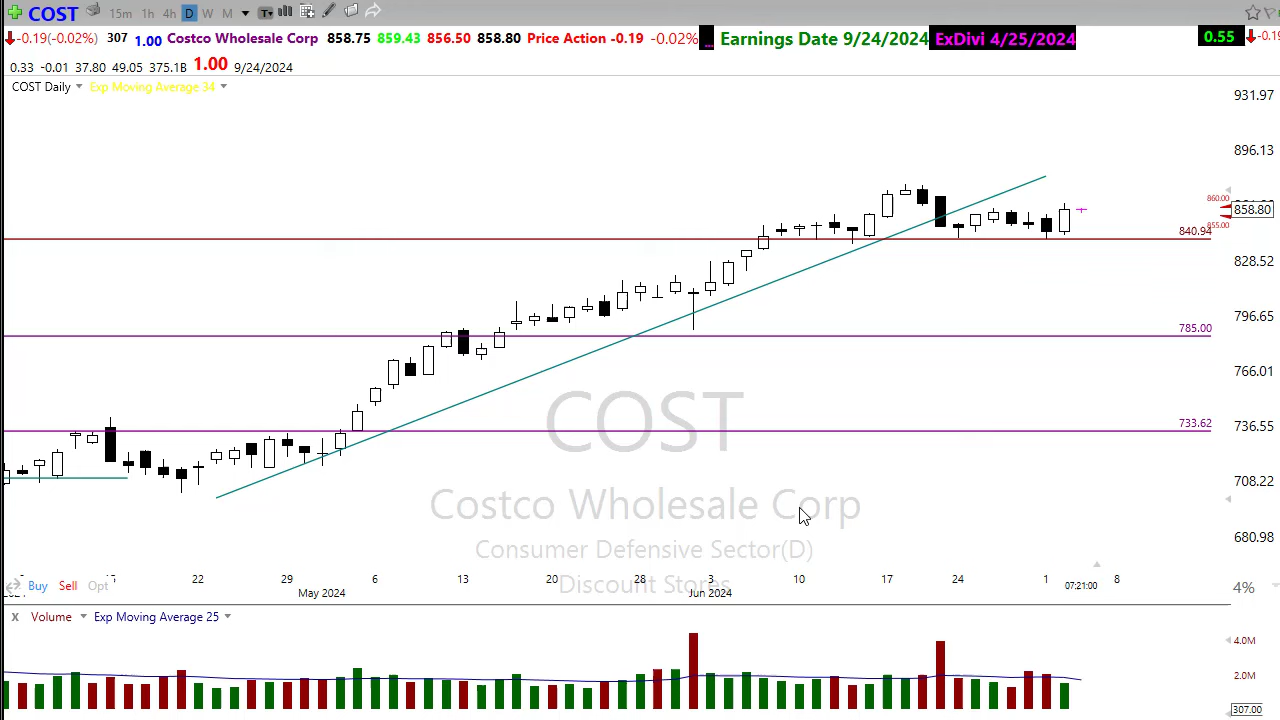 COST 15m 1h 4h D W M T
-0.19(-0.02%) 307 1.00 Costco Wholesale Corp 858.75 859.43 856.50 858.80 Price Action -0.19 -0.02% ... Earnings Date 9/24/2024 ExDivi 4/25/2024 0.55 -0.19
0.33 -0.01 37.80 49.05 375.1B 1.00 9/24/2024
COST Daily Exp Moving Average 34
931.97
896.13
860.00
858.80
855.00
840.94
828.52
796.65
785.00
766.01
COST
733.62
736.55
708.22
Costco Wholesale Corp
680.98
Consumer Defensive Sector(D)
Discount Stores
22 29 6 13 20 28 3 10 17 24 1 8
Buy Sell Opt 07:21:00 4%
May 2024 Jun 2024
X Volume Exp Moving Average 25
4.0M
2.0M
307.00